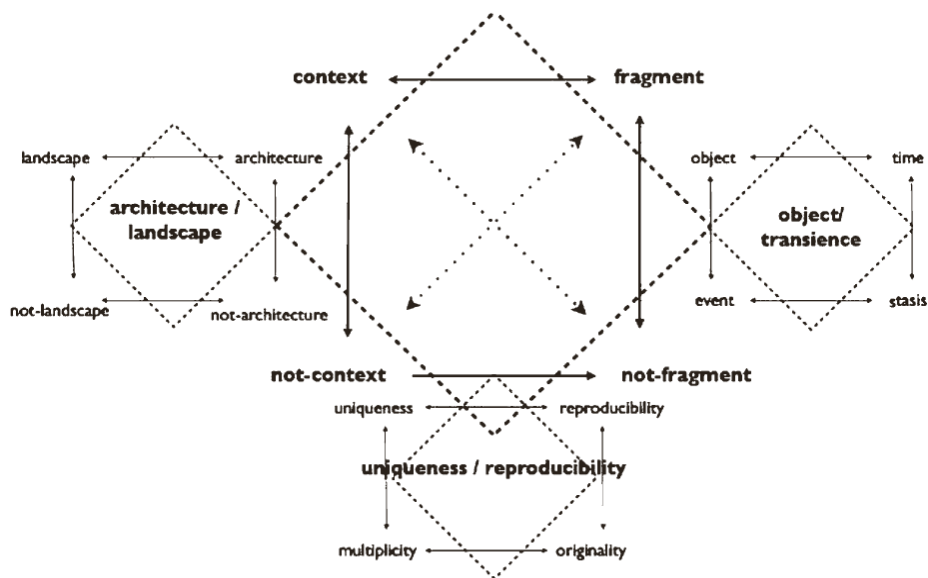 context fragment
landscape architecture object time
architecture /
landscape
object/
transience
not-landscape not-architecture event stasis
not-context not-fragment
uniqueness reproducibility
uniqueness / reproducibility
multiplicity originality